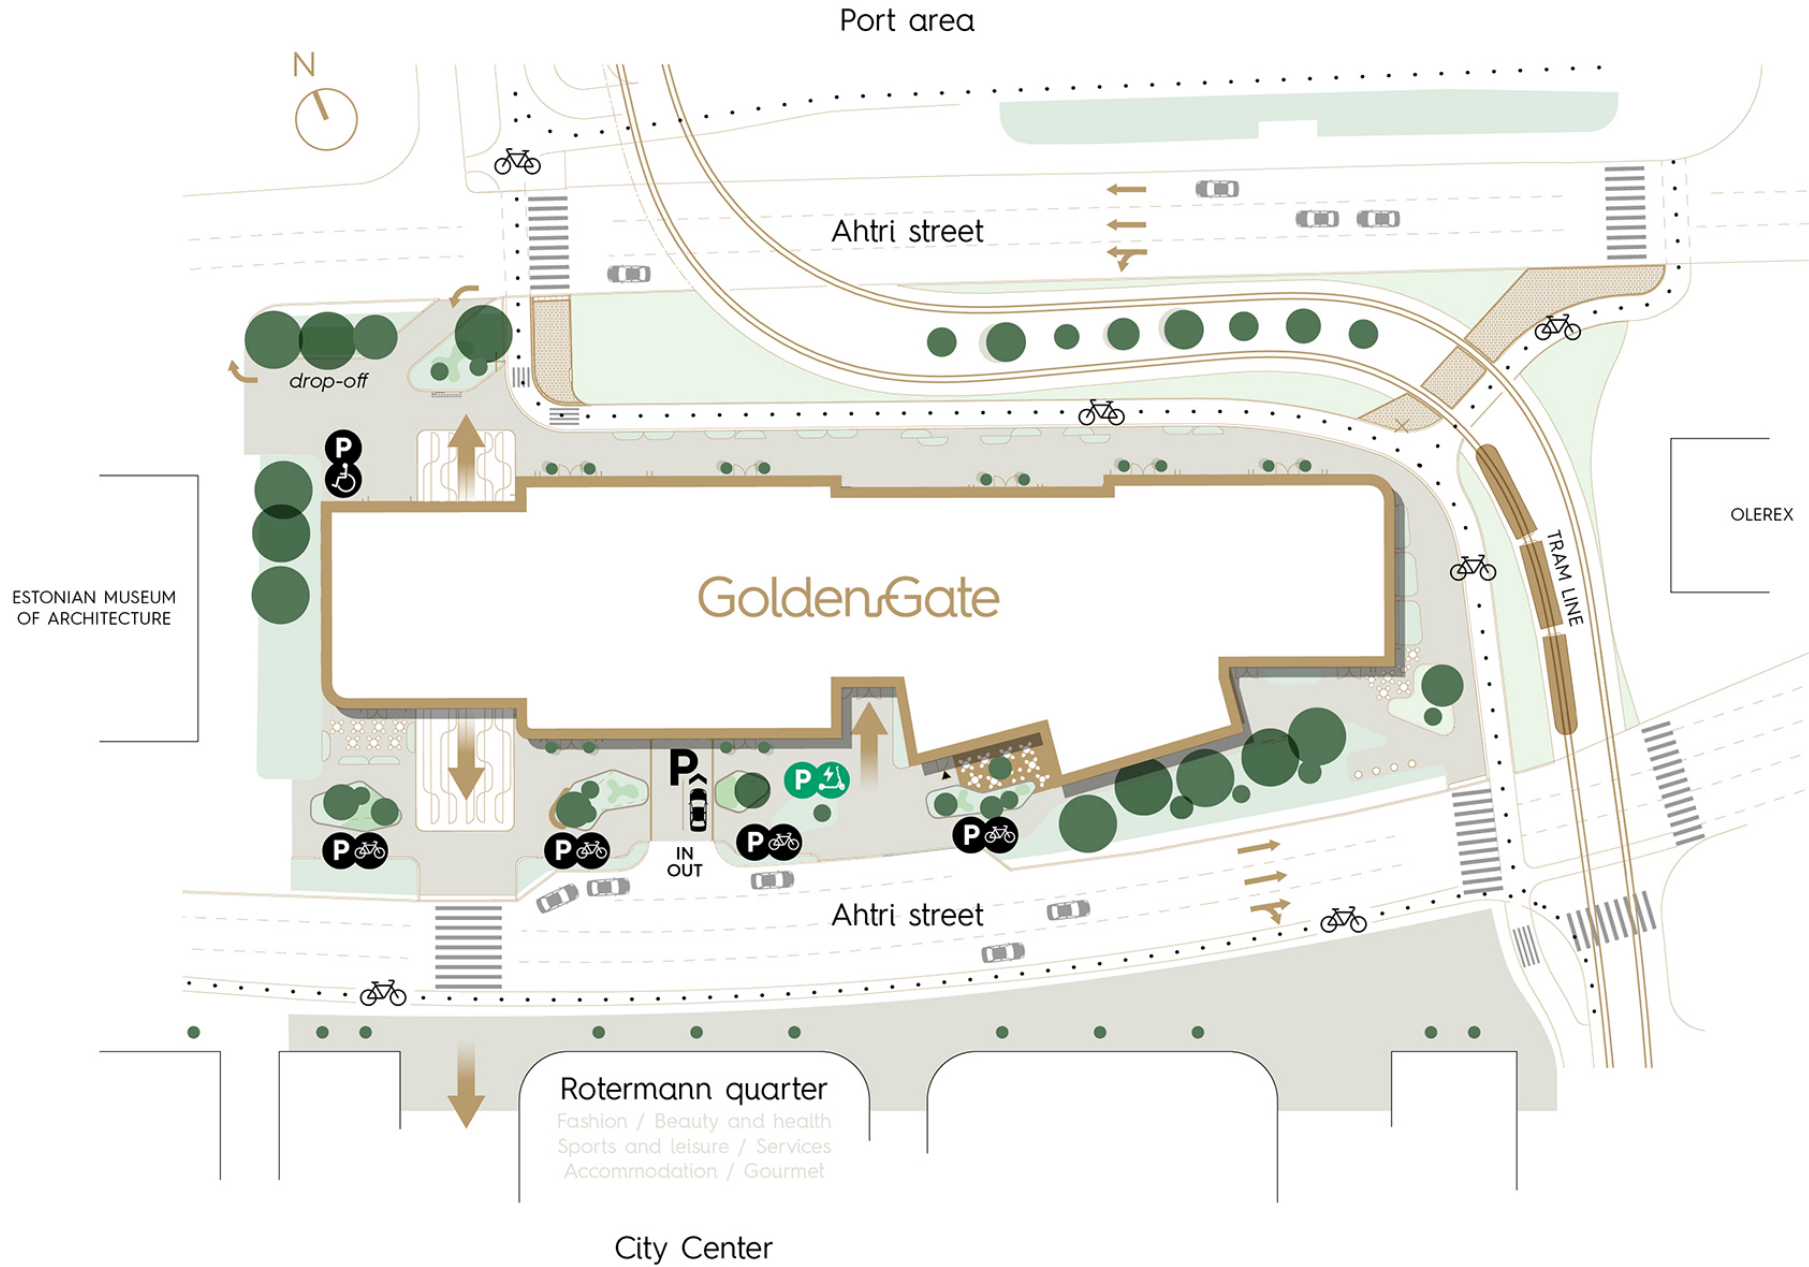 Port area
N
Ahtri street
drop-off
P
OLEREX
TRAM LINE
GoldenGate
ESTONIAN MUSEUM
OF ARCHITECTURE
P
P
P
P
P
P
IN
OUT
Ahtri street
Rotermann quarter
Fashion / Beauty and health
Sports and leisure / Services
Accommodation / Gourmet
City Center